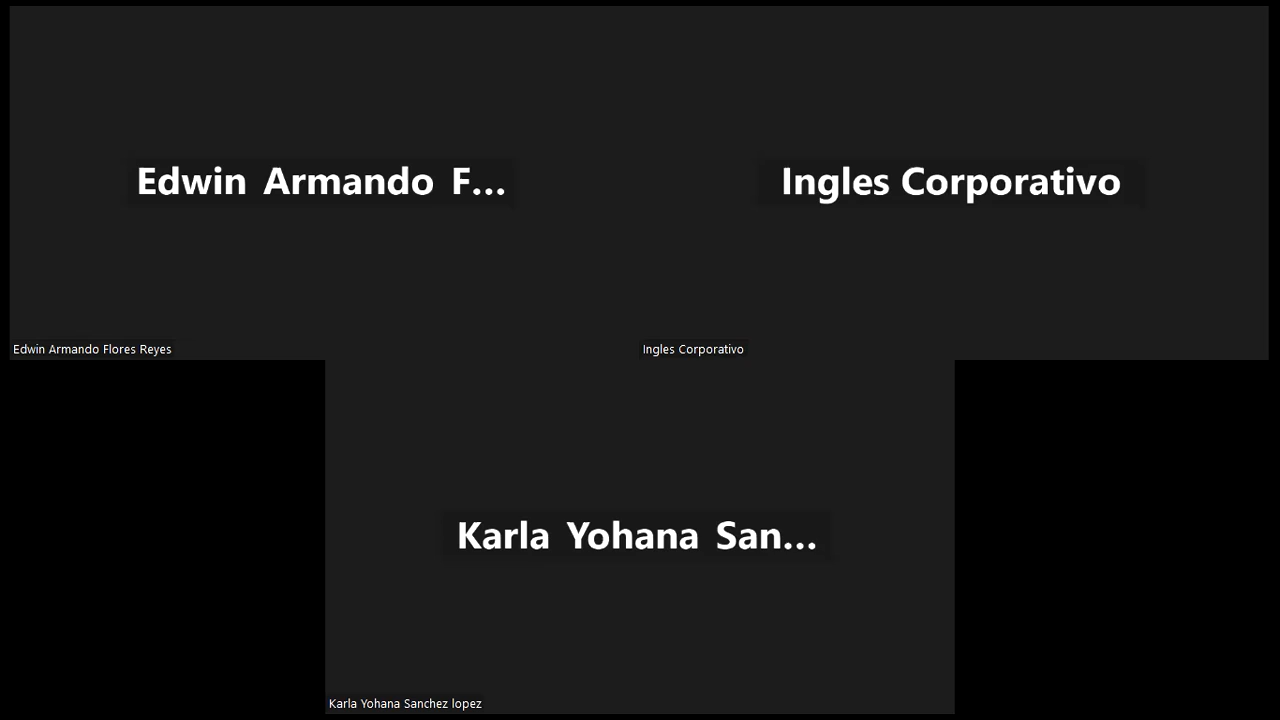 Edwin Armando F...
Ingles Corporativo
Edwin Armando Flores Reyes
Ingles Corporativo
Karla Yohana San...
Karla Yohana Sanchez lopez